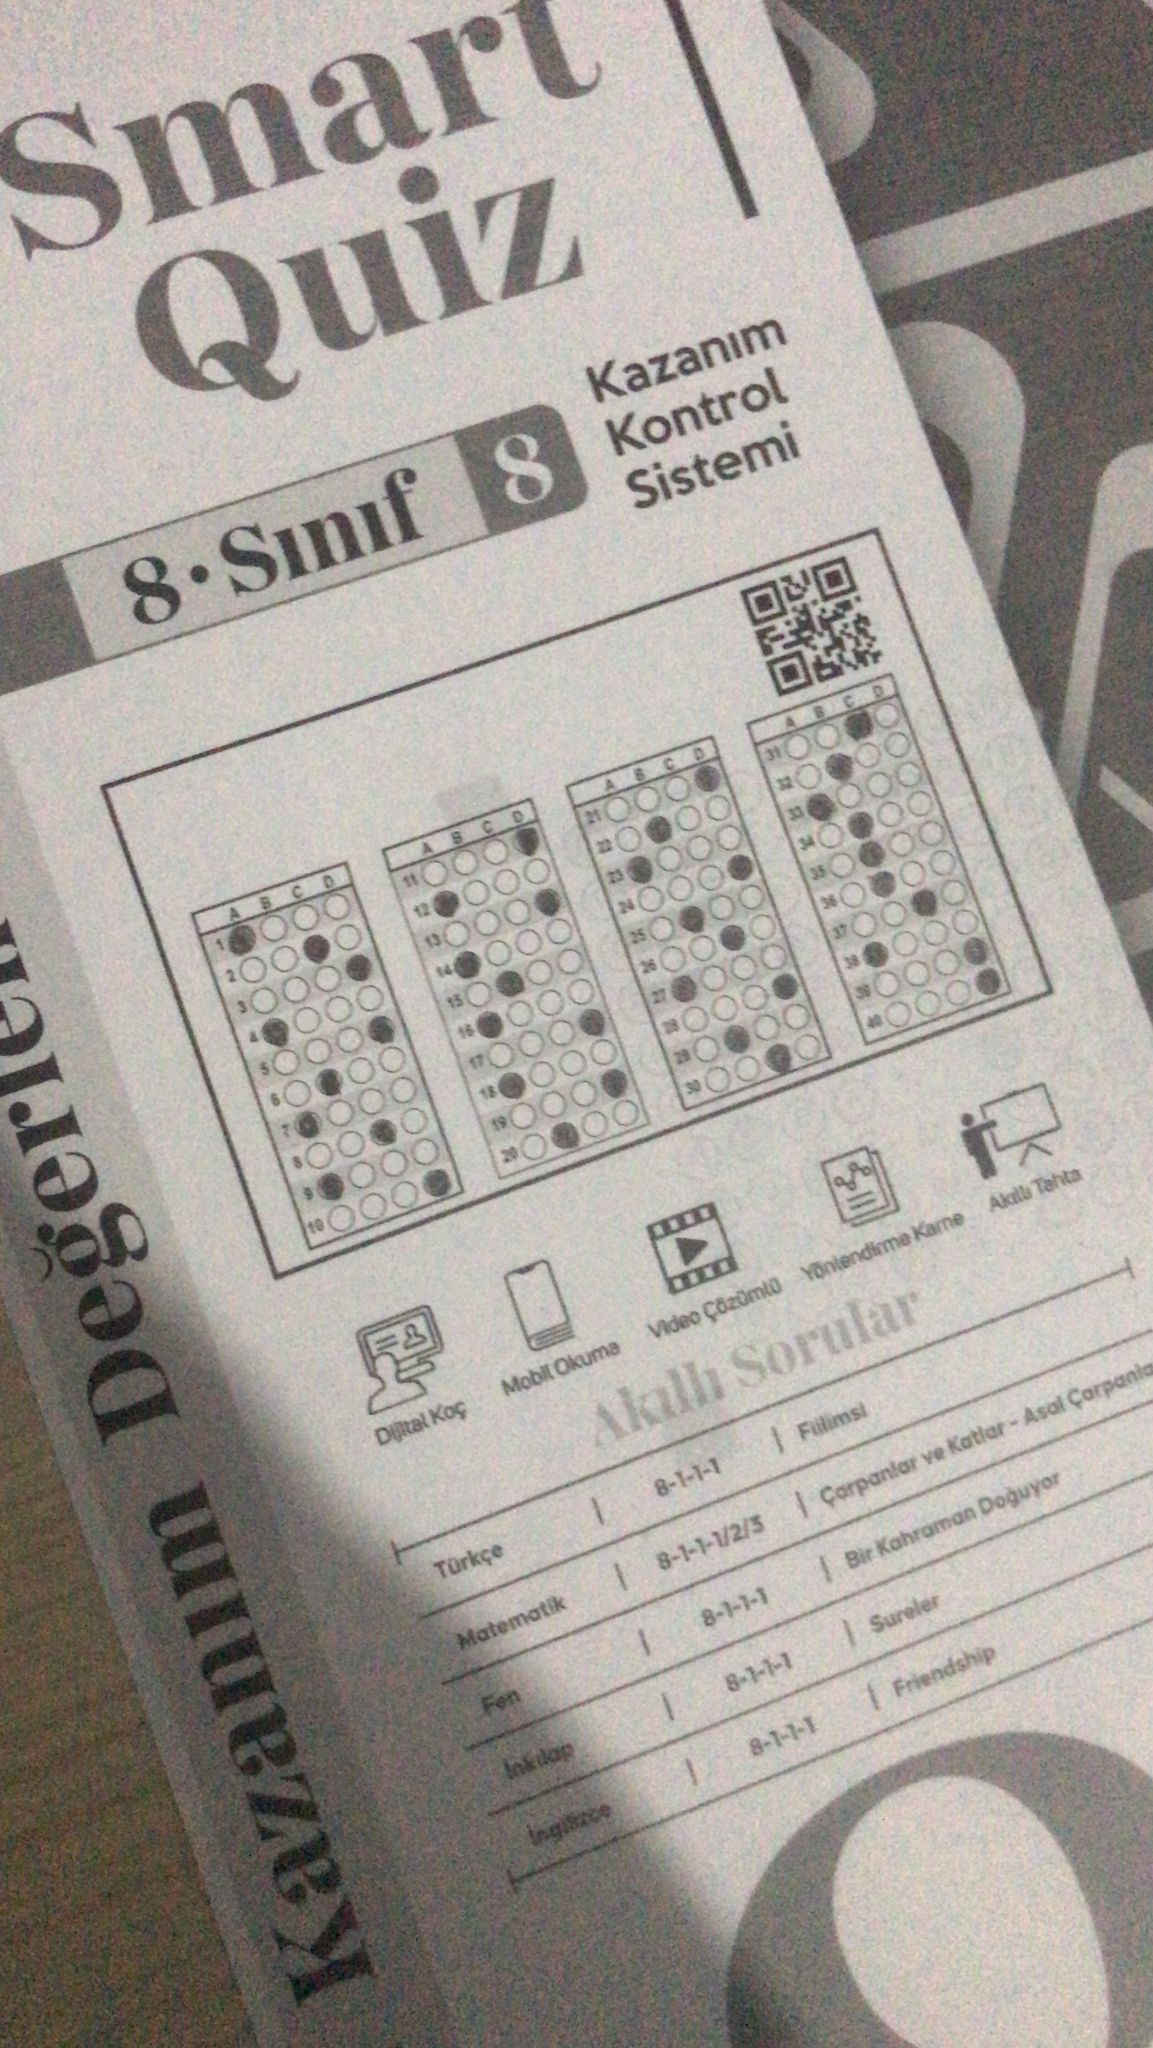 Smart
Quiz
Kazanım
Kontrol
Sistemi
8. Sınıf 8
A B C D
1
2
3
4
5
6
7
8
9
10
A B C D
11
12
13
14
15
16
17
18
19
20
A B C D
21
22
23
24
25
26
27
28
29
30
A B C D
31
32
33
34
35
36
37
38
39
40
Dijital Koç
Mobil Okuma
Video Çözümlü
Yönlendirme Karne
Akıllı Tahta
Akıllı Sorular
Türkçe | 8-1-1-1 | Fiilimsi
Matematik | 8-1-1-1/2/3 | Çarpanlar ve Katlar - Asal
Fen | 8-1-1-1 | Bir Kahraman Doğuyor
İnkılap | 8-1-1-1 | Sureler
İngilizce | 8-1-1-1 | Friendship
Kazanım